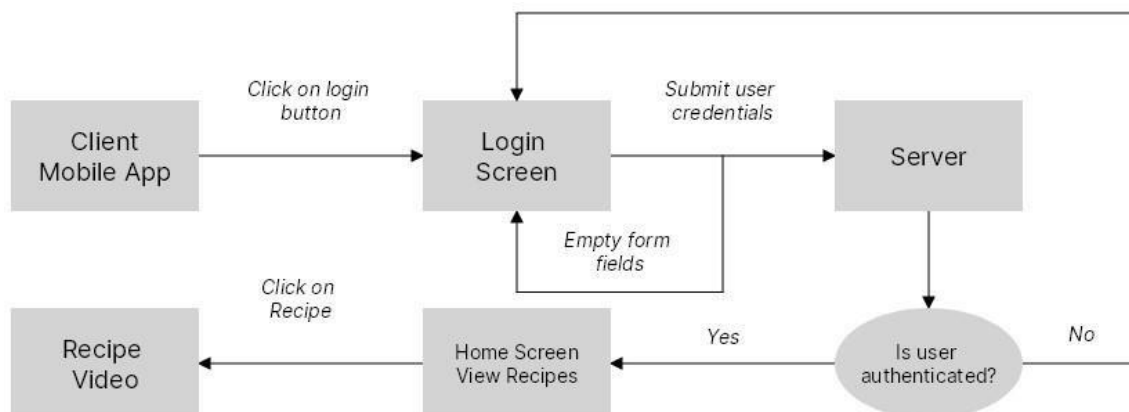 Click on login
button
Submit user
credentials
Client
Mobile App
Login
Screen
Server
Empty form
fields
Click on
Recipe
Recipe
Video
Home Screen
View Recipes
Yes
Is user
authenticated?
No